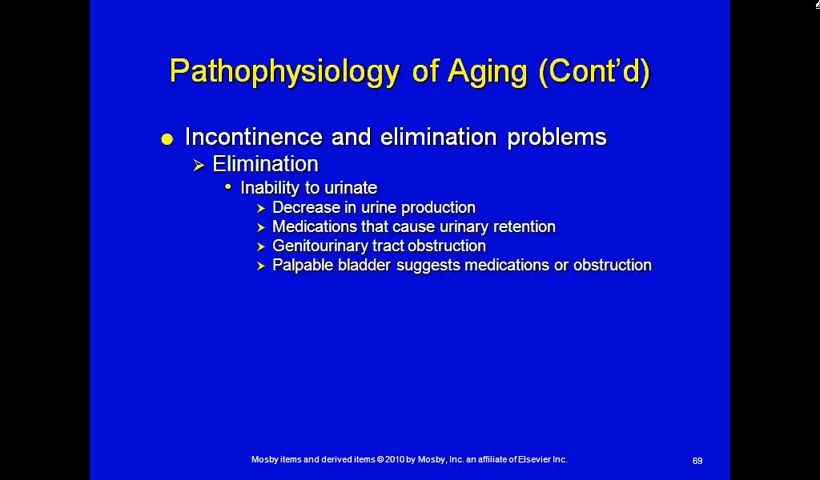 Pathophysiology of Aging (Cont'd)
Incontinence and elimination problems
Elimination
Inability to urinate
Decrease in urine production
Medications that cause urinary retention
Genitourinary tract obstruction
Palpable bladder suggests medications or obstruction
Mosby items and derived items © 2010 by Mosby, Inc. an affiliate of Elsevier Inc.
69